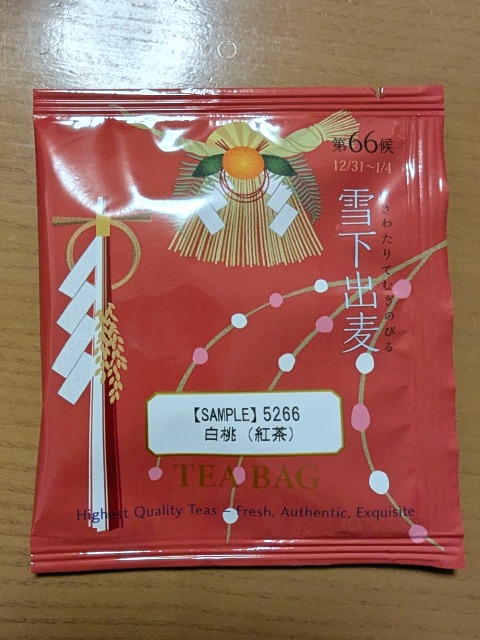 第66候
12/31~1/4
雪下出麦
きわたりてむぎのびる
【SAMPLE】5266
白桃 (紅茶)
TEA BAG
Highest Quality Teas – Fresh, Authentic, Exquisite